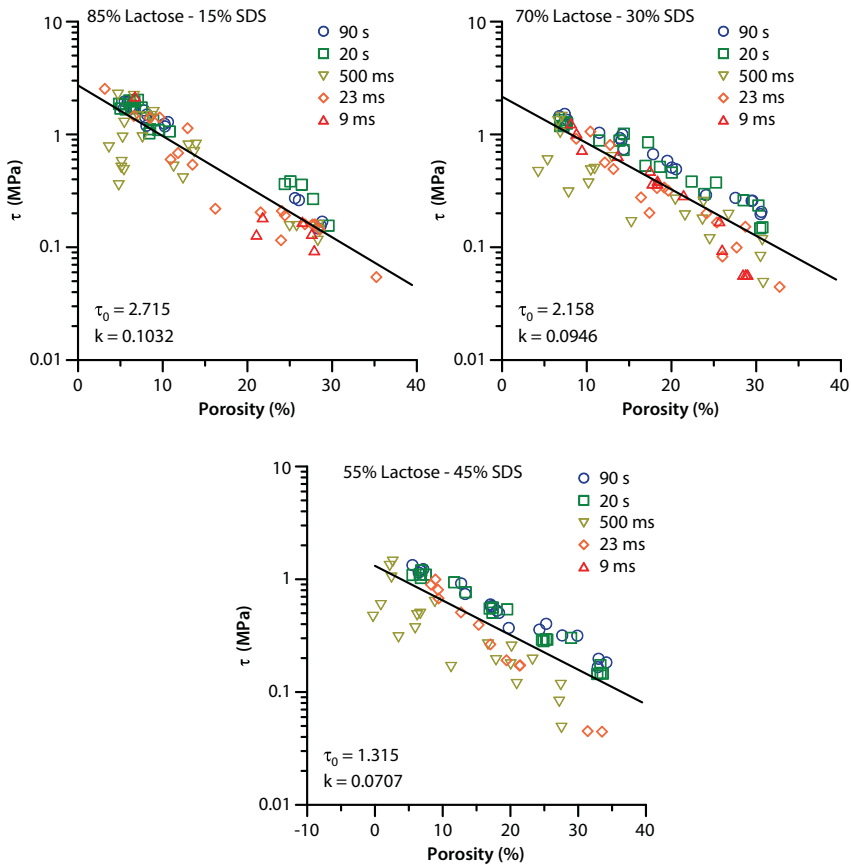 85% Lactose - 15% SDS
90 s
20 s
500 ms
23 ms
9 ms
10
1
0.1
0.01
τ (MPa)
τ0 = 2.715
k = 0.1032
0 10 20 30 40
Porosity (%)
70% Lactose - 30% SDS
90 s
20 s
500 ms
23 ms
9 ms
10
1
0.1
0.01
τ (MPa)
τ0 = 2.158
k = 0.0946
0 10 20 30 40
Porosity (%)
55% Lactose - 45% SDS
90 s
20 s
500 ms
23 ms
9 ms
10
1
0.1
0.01
τ (MPa)
τ0 = 1.315
k = 0.0707
-10 0 10 20 30 40
Porosity (%)